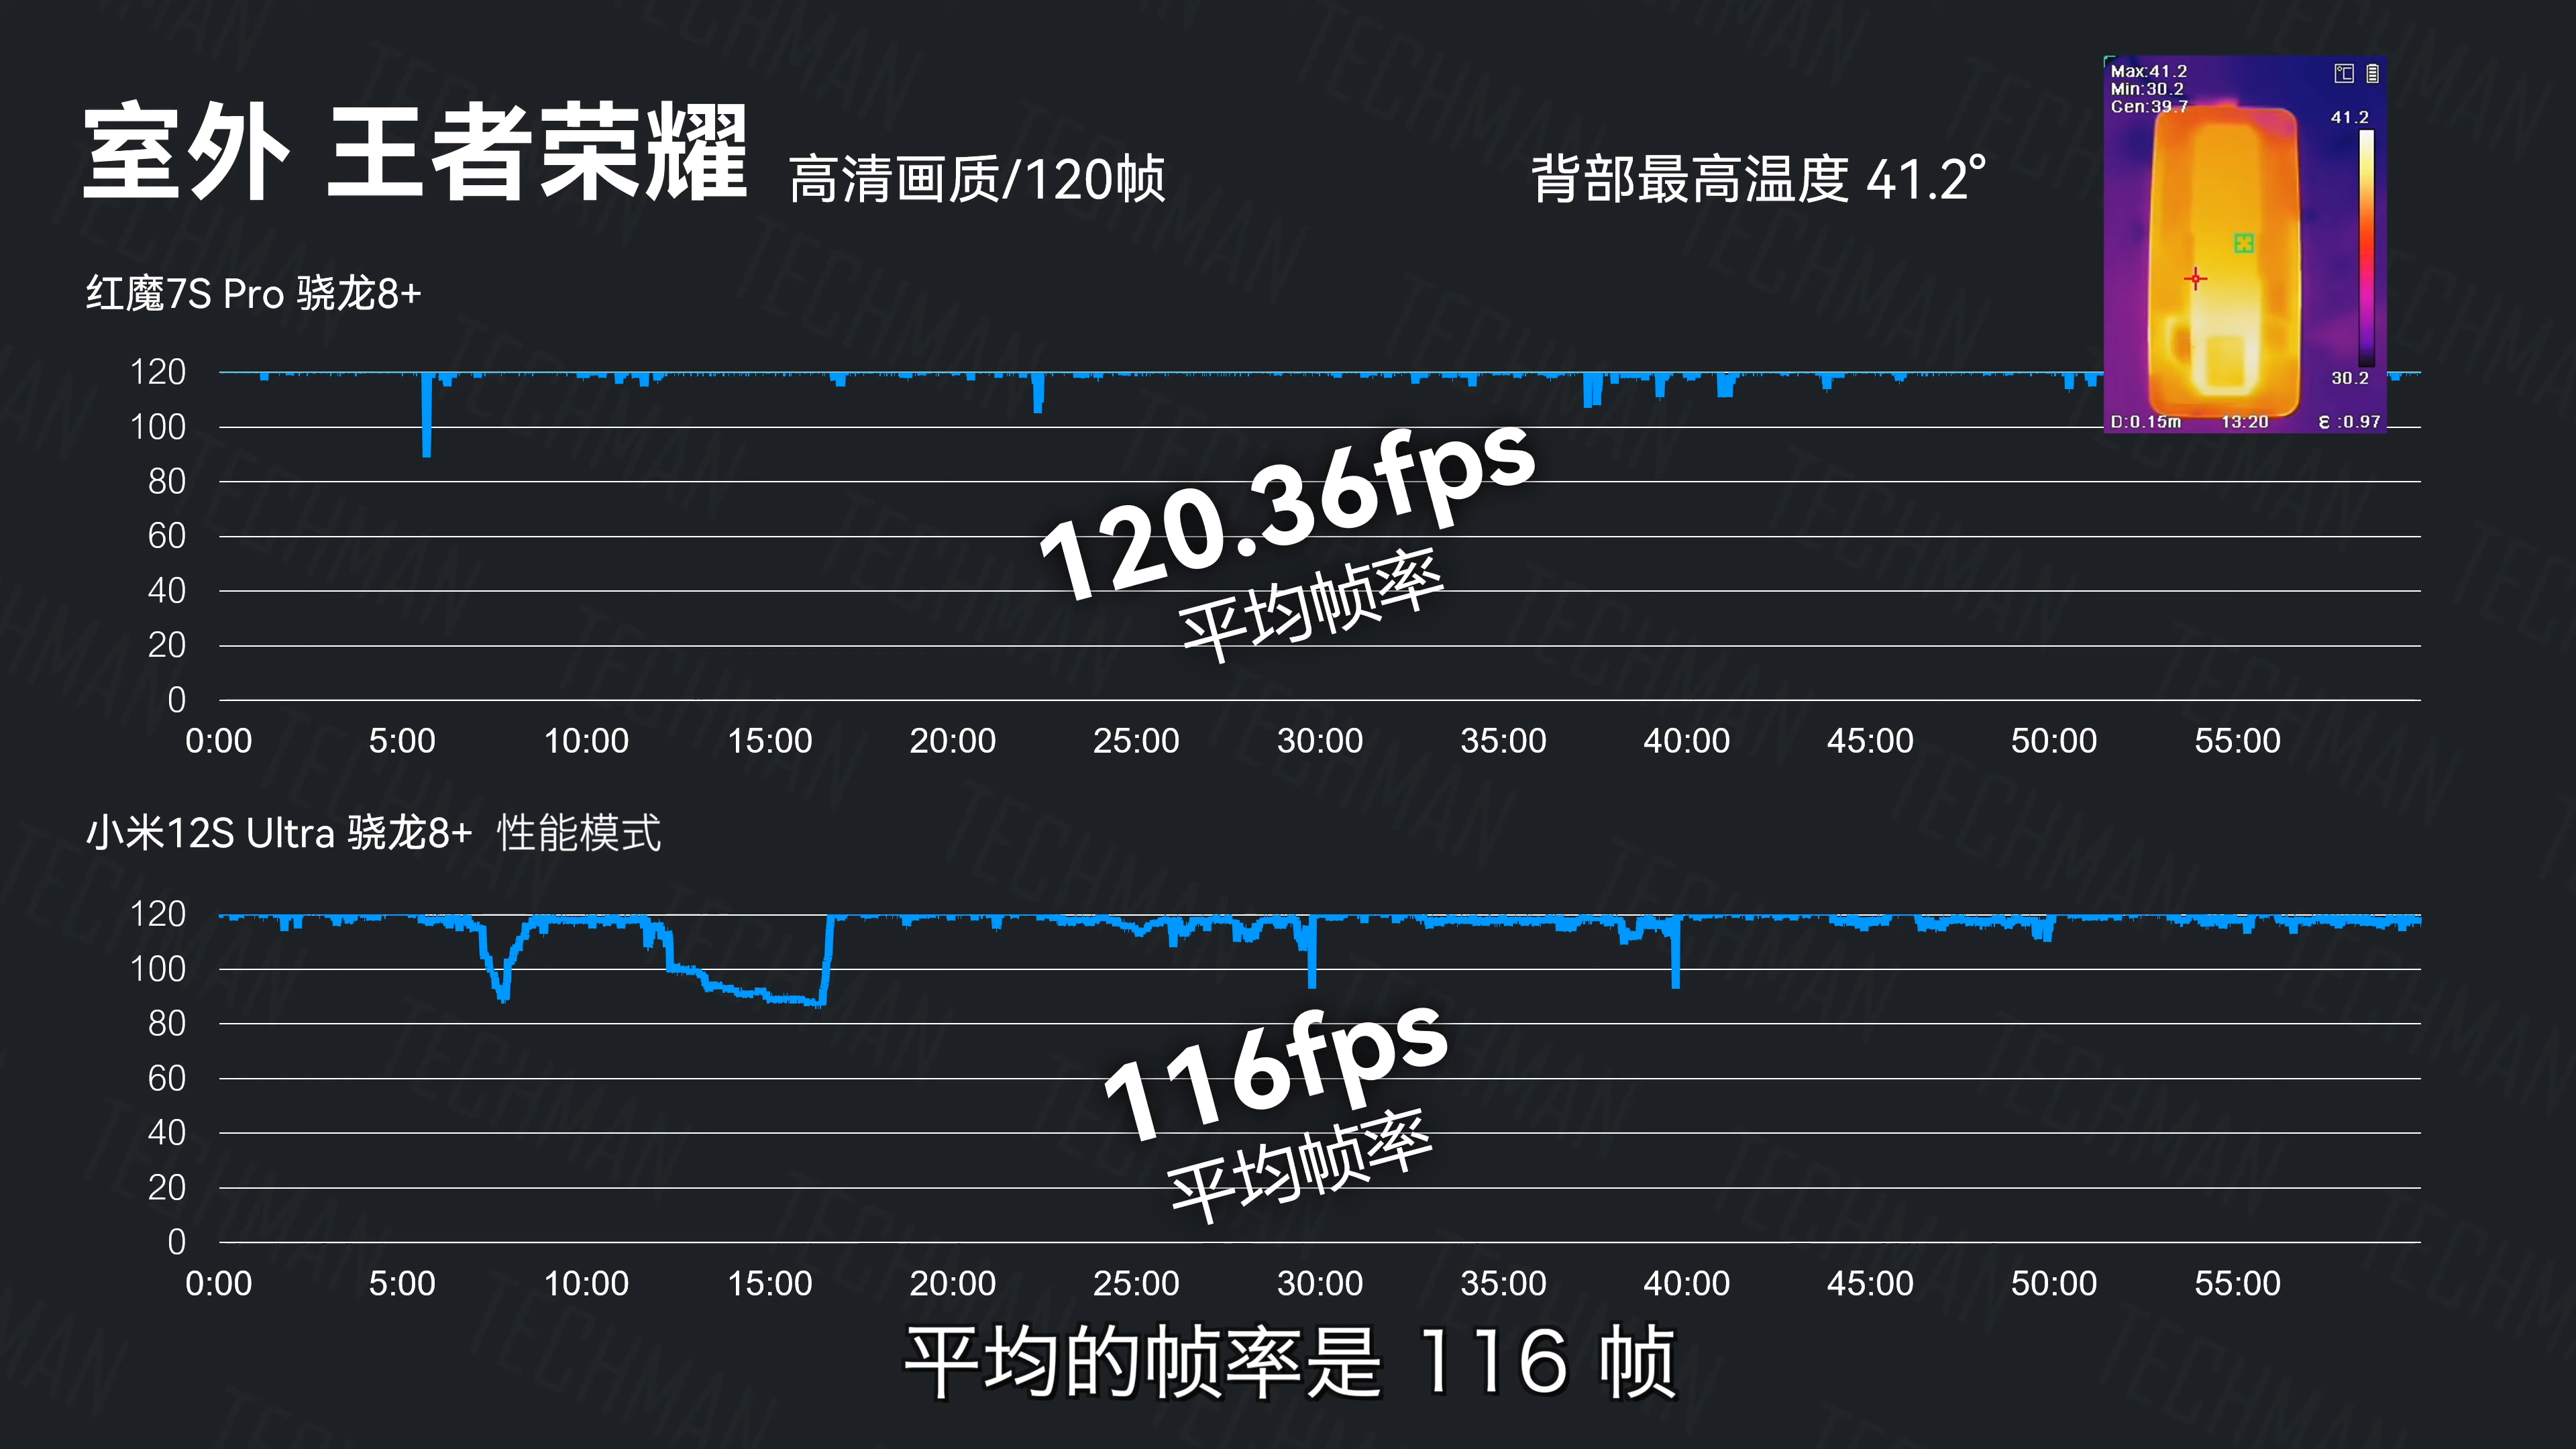 室外 王者荣耀 高清画质/120帧 背部最高温度 41.2°
Max:41.2
Min:30.2
Cen:39.7
℃
41.2
30.2
D:0.15m 13:20 ε:0.97
红魔7S Pro 骁龙8+
120
100
80
60
40
20
0
0:00 5:00 10:00 15:00 20:00 25:00 30:00 35:00 40:00 45:00 50:00 55:00
120.36fps
平均帧率
小米12S Ultra 骁龙8+ 性能模式
120
100
80
60
40
20
0
0:00 5:00 10:00 15:00 20:00 25:00 30:00 35:00 40:00 45:00 50:00 55:00
116fps
平均帧率
平均的帧率是 116 帧
TECHMAN